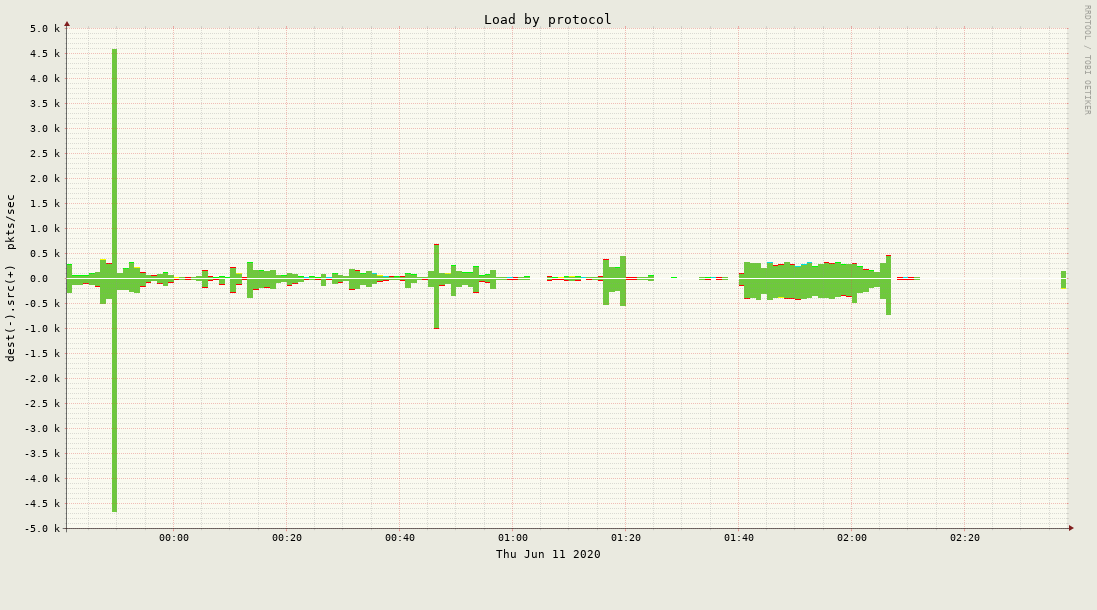 Load by protocol
RRDTOOL / TOBI OETIKER
dest(-).src(+)  pkts/sec
5.0 k
4.5 k
4.0 k
3.5 k
3.0 k
2.5 k
2.0 k
1.5 k
1.0 k
0.5 k
0.0
-0.5 k
-1.0 k
-1.5 k
-2.0 k
-2.5 k
-3.0 k
-3.5 k
-4.0 k
-4.5 k
-5.0 k
00:00 00:20 00:40 01:00 01:20 01:40 02:00 02:20
Thu Jun 11 2020